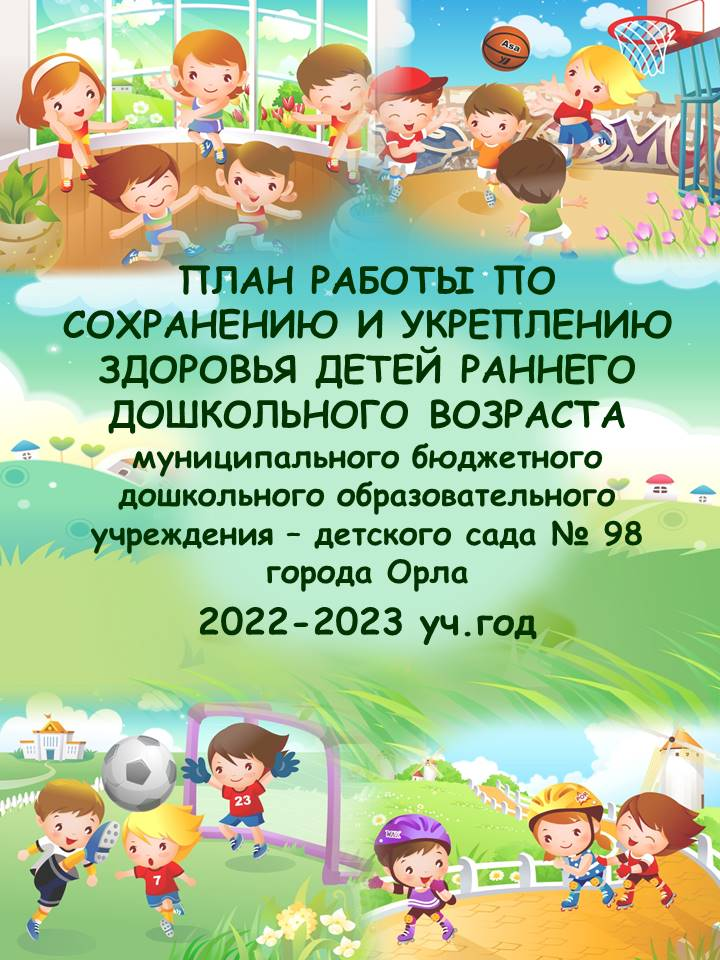 Asa
ПЛАН РАБОТЫ ПО
СОХРАНЕНИЮ И УКРЕПЛЕНИЮ
ЗДОРОВЬЯ ДЕТЕЙ РАННЕГО
ДОШКОЛЬНОГО ВОЗРАСТА
муниципального бюджетного
дошкольного образовательного
учреждения – детского сада № 98
города Орла
2022-2023 уч.год
23
7